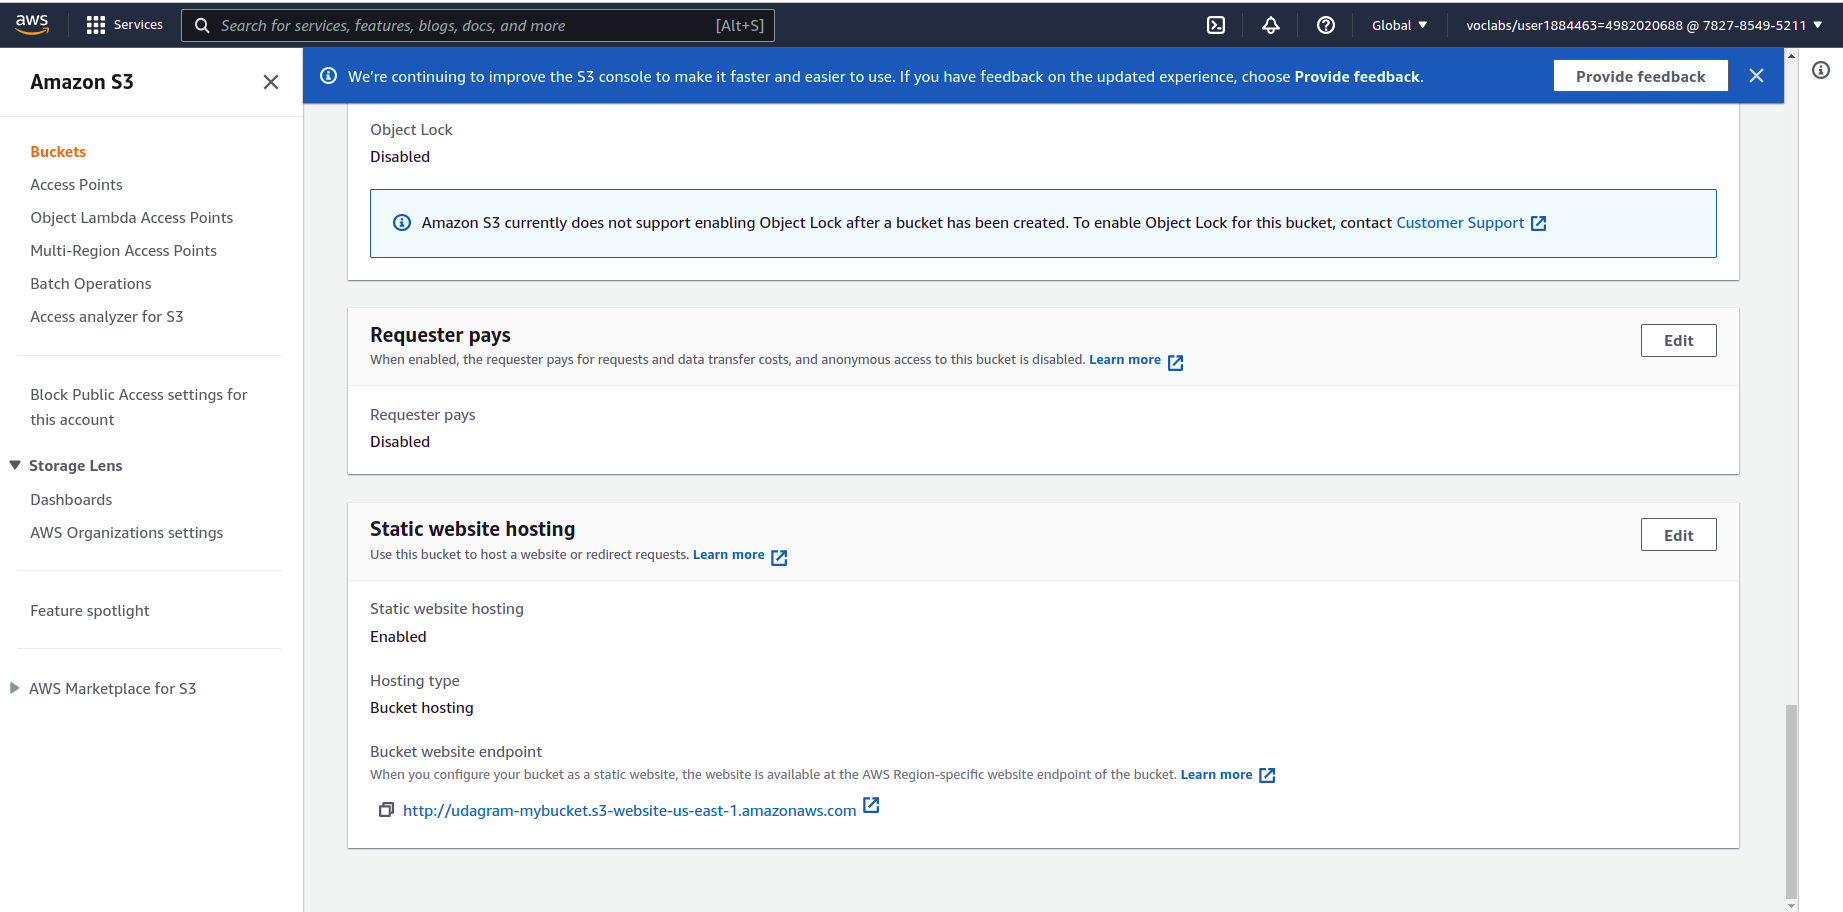 aws
Services
Search for services, features, blogs, docs, and more
[Alt+S]
Global
voclabs/user1884463=4982020688 @ 7827-8549-5211
Amazon S3
Buckets
Access Points
Object Lambda Access Points
Multi-Region Access Points
Batch Operations
Access analyzer for S3
Block Public Access settings for
this account
Storage Lens
Dashboards
AWS Organizations settings
Feature spotlight
AWS Marketplace for S3
We're continuing to improve the S3 console to make it faster and easier to use. If you have feedback on the updated experience, choose Provide feedback.
Provide feedback
Object Lock
Disabled
Amazon S3 currently does not support enabling Object Lock after a bucket has been created. To enable Object Lock for this bucket, contact Customer Support
Requester pays
When enabled, the requester pays for requests and data transfer costs, and anonymous access to this bucket is disabled. Learn more
Edit
Requester pays
Disabled
Static website hosting
Use this bucket to host a website or redirect requests. Learn more
Edit
Static website hosting
Enabled
Hosting type
Bucket hosting
Bucket website endpoint
When you configure your bucket as a static website, the website is available at the AWS Region-specific website endpoint of the bucket. Learn more
http://udagram-mybucket.s3-website-us-east-1.amazonaws.com